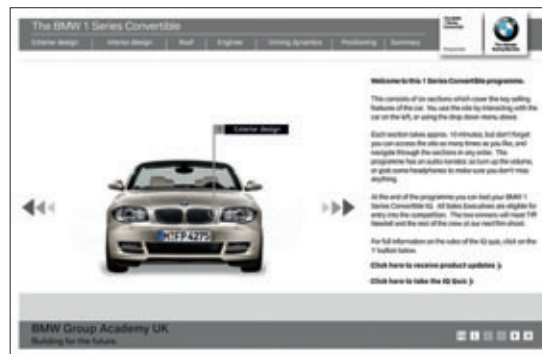 The BMW 1 Series Convertible
Exterior design
Interior design
Roof
Engines
Driving dynamics
Positioning
Summary
Exterior design
M:FP 4275
Welcome to this 1 Series Convertible programme.
This consists of six sections which cover the key selling
features of the car. You use the site by interacting with the
car on the left, or using the drop down menu above.
Each section takes approx. 10 minutes, but don't forget
you can access the site as many times as you like, and
navigate through the sections in any order. This
programme has an audio narrator, so turn up the volume,
or grab some headphones to make sure you don't miss
anything.
At the end of the programme you can test your BMW 1
Series Convertible IQ. All Sales Executives are eligible for
entry into the competition. The two winners will meet Tiff
Newell and the rest of the crew at our next film shoot.
For full information on the rules of the IQ quiz, click on the
'i' button below.
Click here to receive product updates
Click here to take the IQ Quiz
BMW Group Academy UK
Building for the future.